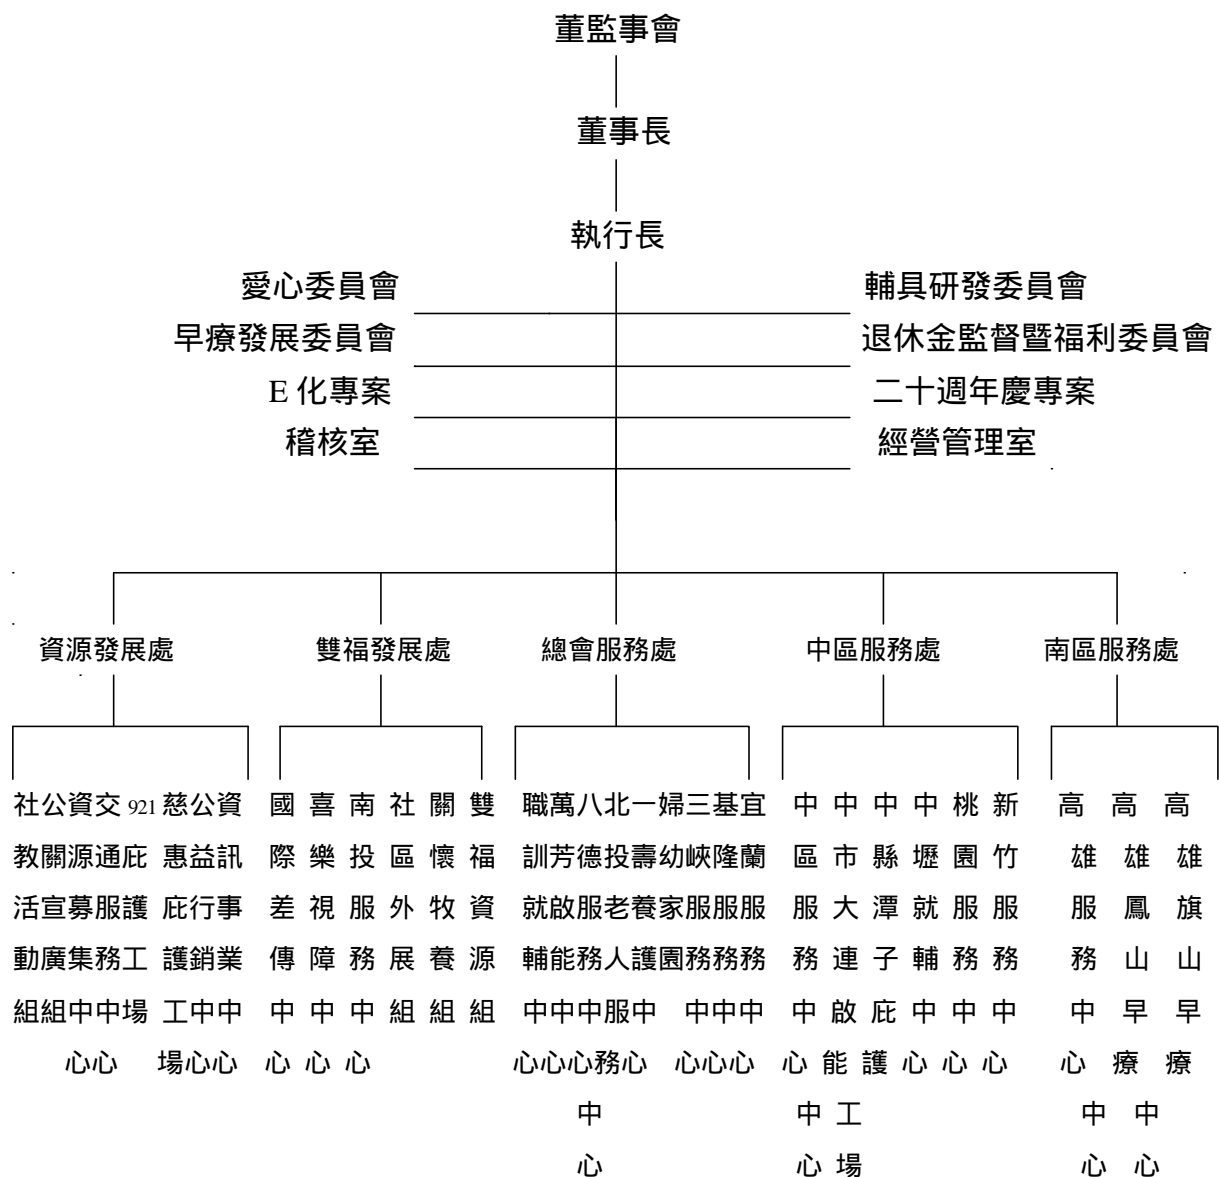 董監事會
董事長
執行長
愛心委員會
輔具研發委員會
早療發展委員會
退休金監督暨福利委員會
E 化專案
二十週年慶專案
稽核室
經營管理室
資源發展處
雙福發展處
總會服務處
中區服務處
南區服務處
社教活動組
公關宣廣組
資源募集中心
交通服務中心
921庇護工場
慈惠庇護工場
公益行銷中心
資訊事業中心
國際差傳中心
喜樂視障中心
南投服務中心
社區外展組
關懷牧養組
雙福資源組
職訓就輔中心
萬芳啟能中心
八德服務中心
北投老人服務中心
一壽養護中心
婦幼家園
三峽服務中心
基隆服務中心
宜蘭服務中心
中區服務中心
中市大連啟能中心
中縣潭子庇護工場
中壢就輔中心
桃園服務中心
新竹服務中心
高雄服務中心
高雄鳳山早療中心
高雄旗山早療中心